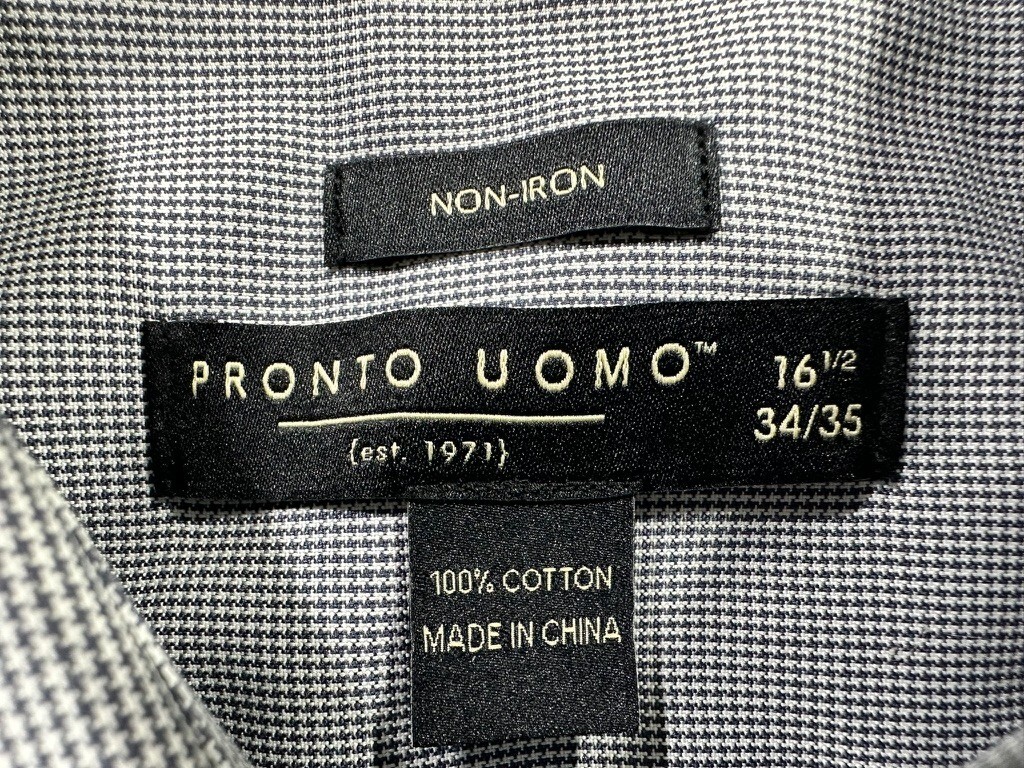 NON-IRON
PRONTO UOMO™ 16 1/2
34/35
{est. 1971}
100% COTTON
MADE IN CHINA